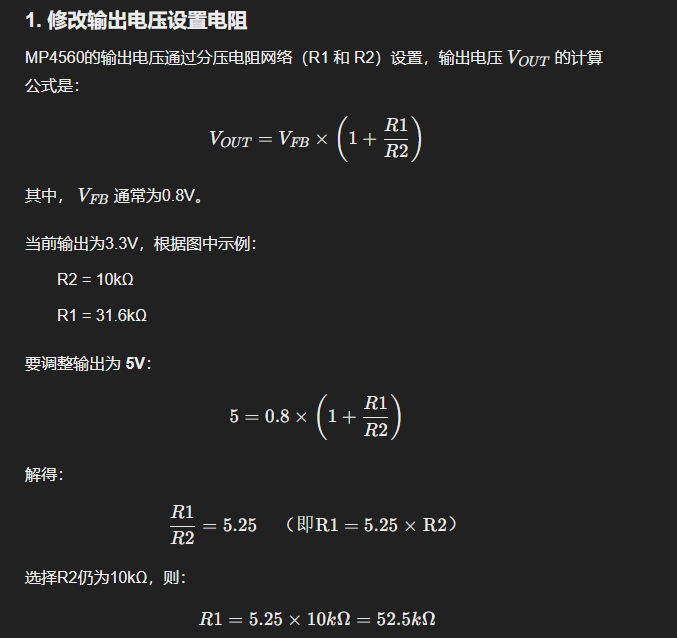 1. 修改输出电压设置电阻
MP4560的输出电压通过分压电阻网络（R1 和 R2）设置，输出电压 V_OUT 的计算
公式是：
V_OUT = V_FB × (1 + R1/R2)
其中， V_FB 通常为0.8V。
当前输出为3.3V，根据图中示例：
R2 = 10kΩ
R1 = 31.6kΩ
要调整输出为 5V：
5 = 0.8 × (1 + R1/R2)
解得：
R1/R2 = 5.25 （即R1 = 5.25 × R2）
选择R2仍为10kΩ，则：
R1 = 5.25 × 10kΩ = 52.5kΩ